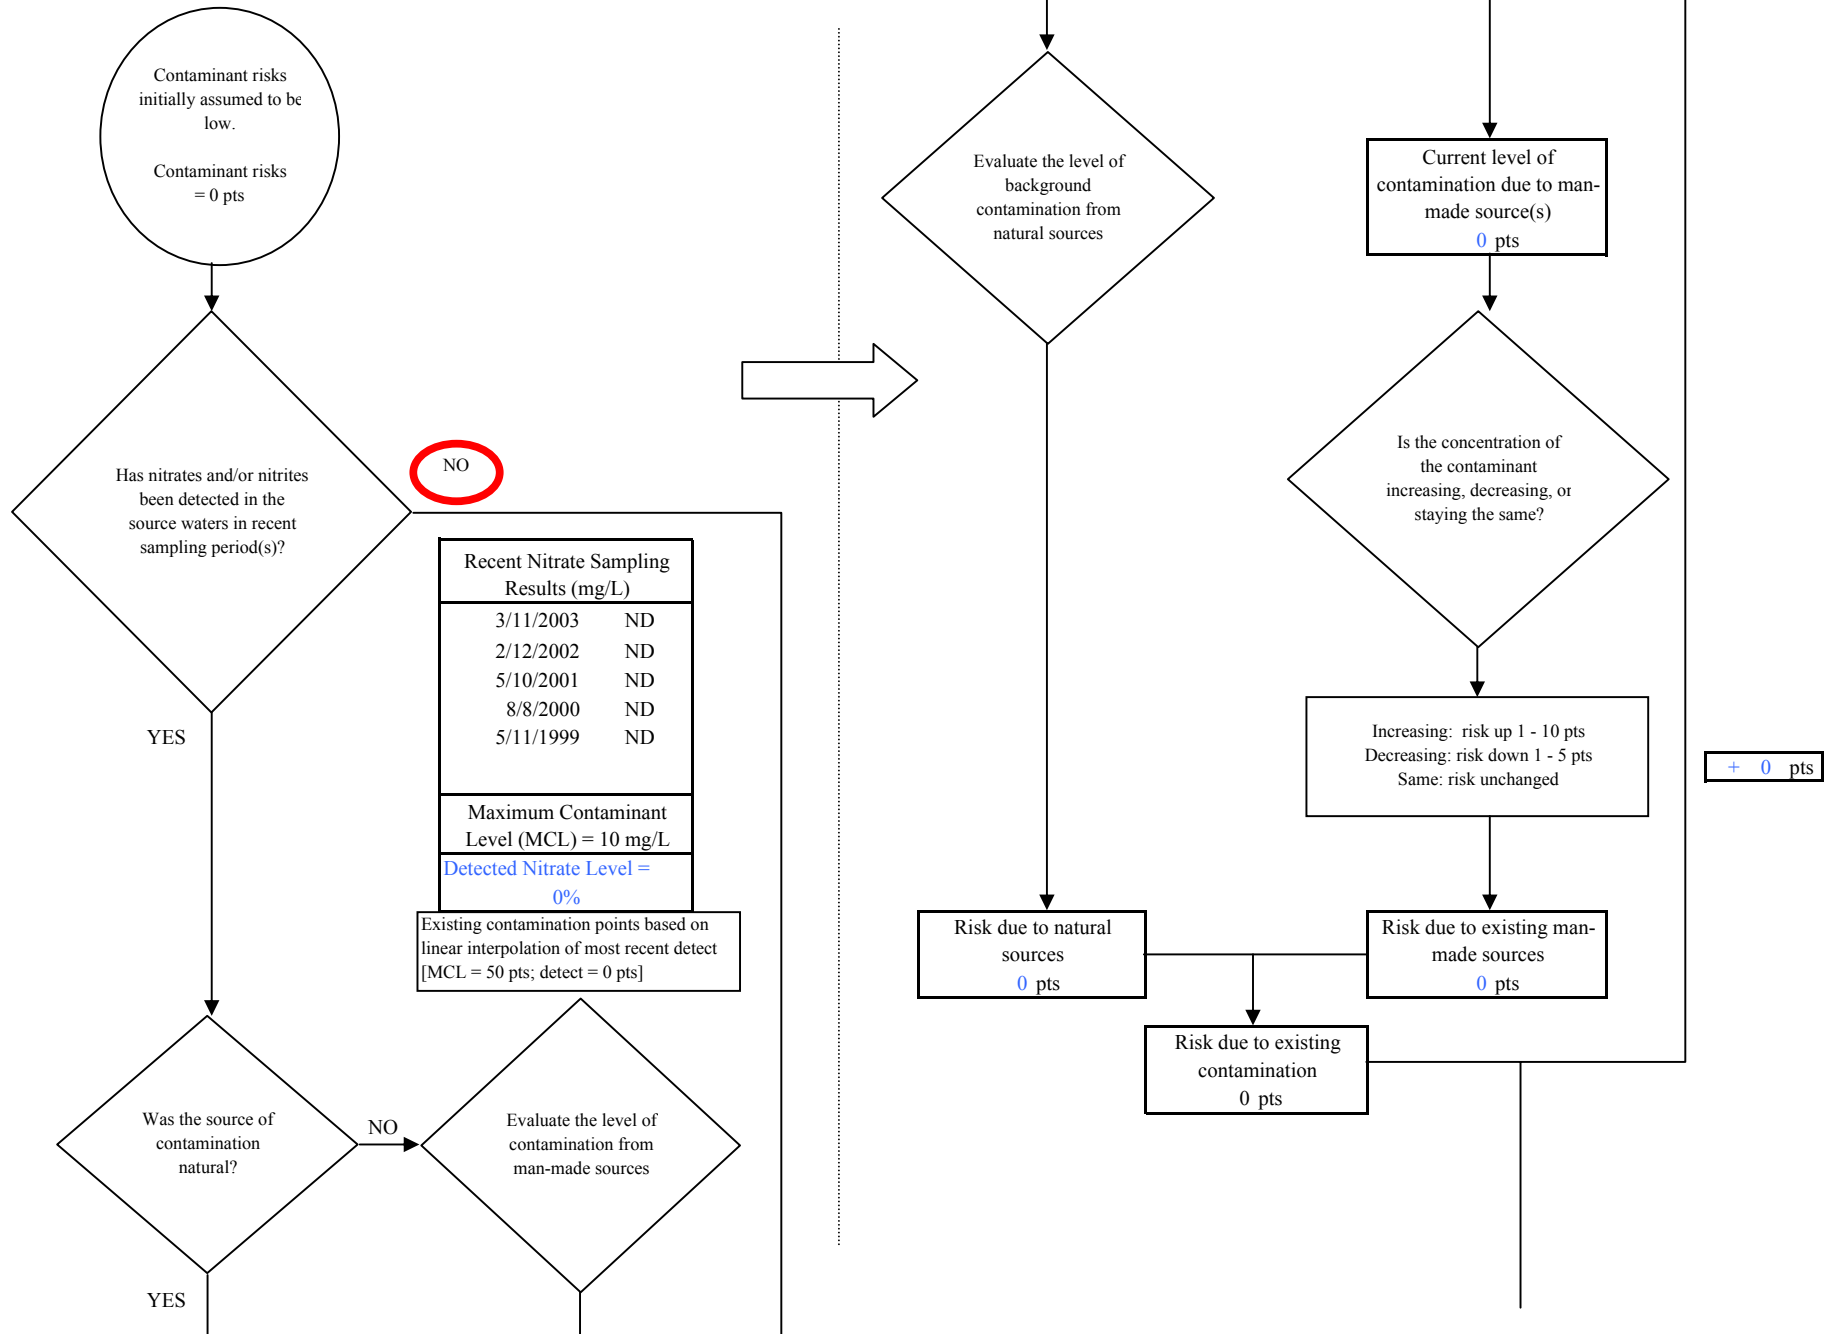 Contaminant risks
initially assumed to be
low.
Contaminant risks
= 0 pts
Has nitrates and/or nitrites
been detected in the
source waters in recent
sampling period(s)?
NO
YES
Recent Nitrate Sampling
Results (mg/L)
3/11/2003 ND
2/12/2002 ND
5/10/2001 ND
8/8/2000 ND
5/11/1999 ND
Maximum Contaminant
Level (MCL) = 10 mg/L
Detected Nitrate Level =
0%
Existing contamination points based on
linear interpolation of most recent detect
[MCL = 50 pts; detect = 0 pts]
Was the source of
contamination
natural?
NO
YES
Evaluate the level of
contamination from
man-made sources
Evaluate the level of
background
contamination from
natural sources
Current level of
contamination due to man-
made source(s)
0 pts
Is the concentration of
the contaminant
increasing, decreasing, or
staying the same?
Increasing: risk up 1 - 10 pts
Decreasing: risk down 1 - 5 pts
Same: risk unchanged
+ 0 pts
Risk due to natural
sources
0 pts
Risk due to existing man-
made sources
0 pts
Risk due to existing
contamination
0 pts